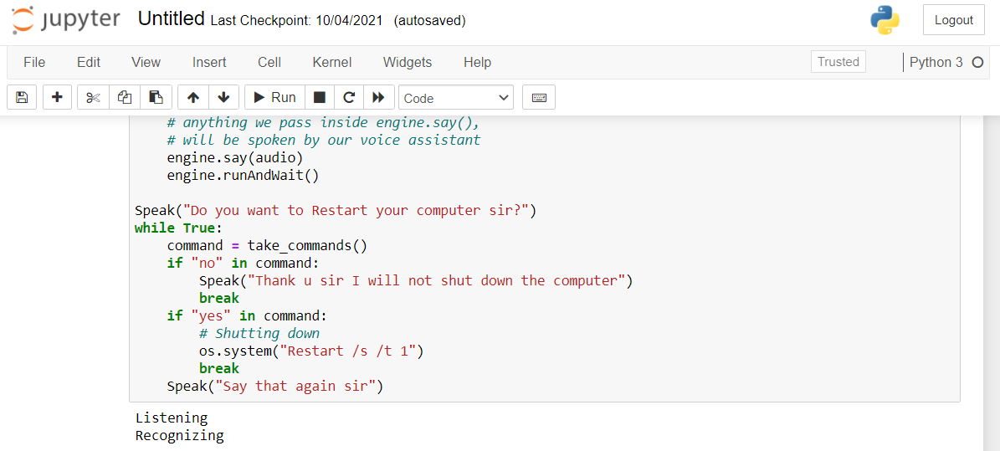 jupyter Untitled Last Checkpoint: 10/04/2021 (autosaved) Logout
File Edit View Insert Cell Kernel Widgets Help Trusted Python 3
Run Code
# anything we pass inside engine.say(),
# will be spoken by our voice assistant
engine.say(audio)
engine.runAndWait()
Speak("Do you want to Restart your computer sir?")
while True:
command = take_commands()
if "no" in command:
Speak("Thank u sir I will not shut down the computer")
break
if "yes" in command:
# Shutting down
os.system("Restart /s /t 1")
break
Speak("Say that again sir")
Listening
Recognizing